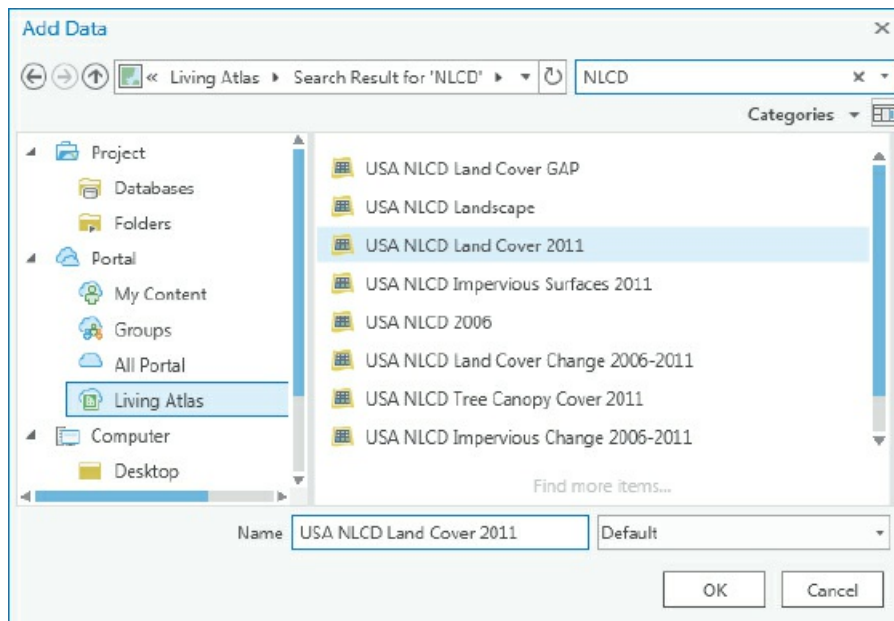 Add Data
« Living Atlas Search Result for 'NLCD' NLCD
Categories
Project
Databases
Folders
Portal
My Content
Groups
All Portal
Living Atlas
Computer
Desktop
USA NLCD Land Cover GAP
USA NLCD Landscape
USA NLCD Land Cover 2011
USA NLCD Impervious Surfaces 2011
USA NLCD 2006
USA NLCD Land Cover Change 2006-2011
USA NLCD Tree Canopy Cover 2011
USA NLCD Impervious Change 2006-2011
Find more items...
Name USA NLCD Land Cover 2011 Default
OK Cancel